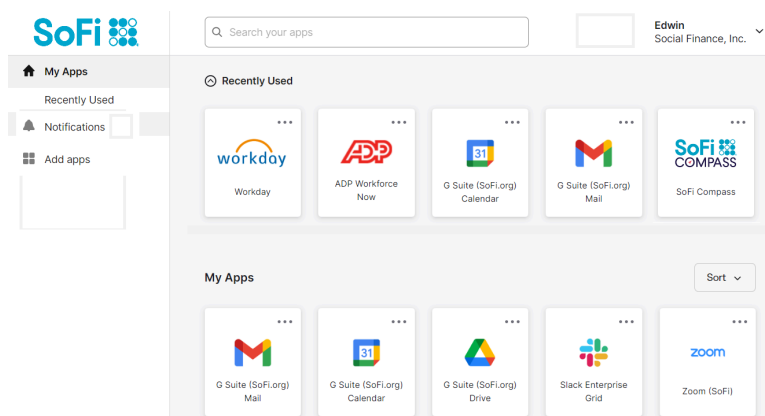 SoFi
Search your apps
Edwin
Social Finance, Inc.
My Apps
Recently Used
Notifications
Add apps
Recently Used
workday
Workday
ADP
ADP Workforce
Now
31
G Suite (SoFi.org)
Calendar
G Suite (SoFi.org)
Mail
SoFi
COMPASS
SoFi Compass
My Apps
Sort
G Suite (SoFi.org)
Mail
31
G Suite (SoFi.org)
Calendar
G Suite (SoFi.org)
Drive
Slack Enterprise
Grid
zoom
Zoom (SoFi)